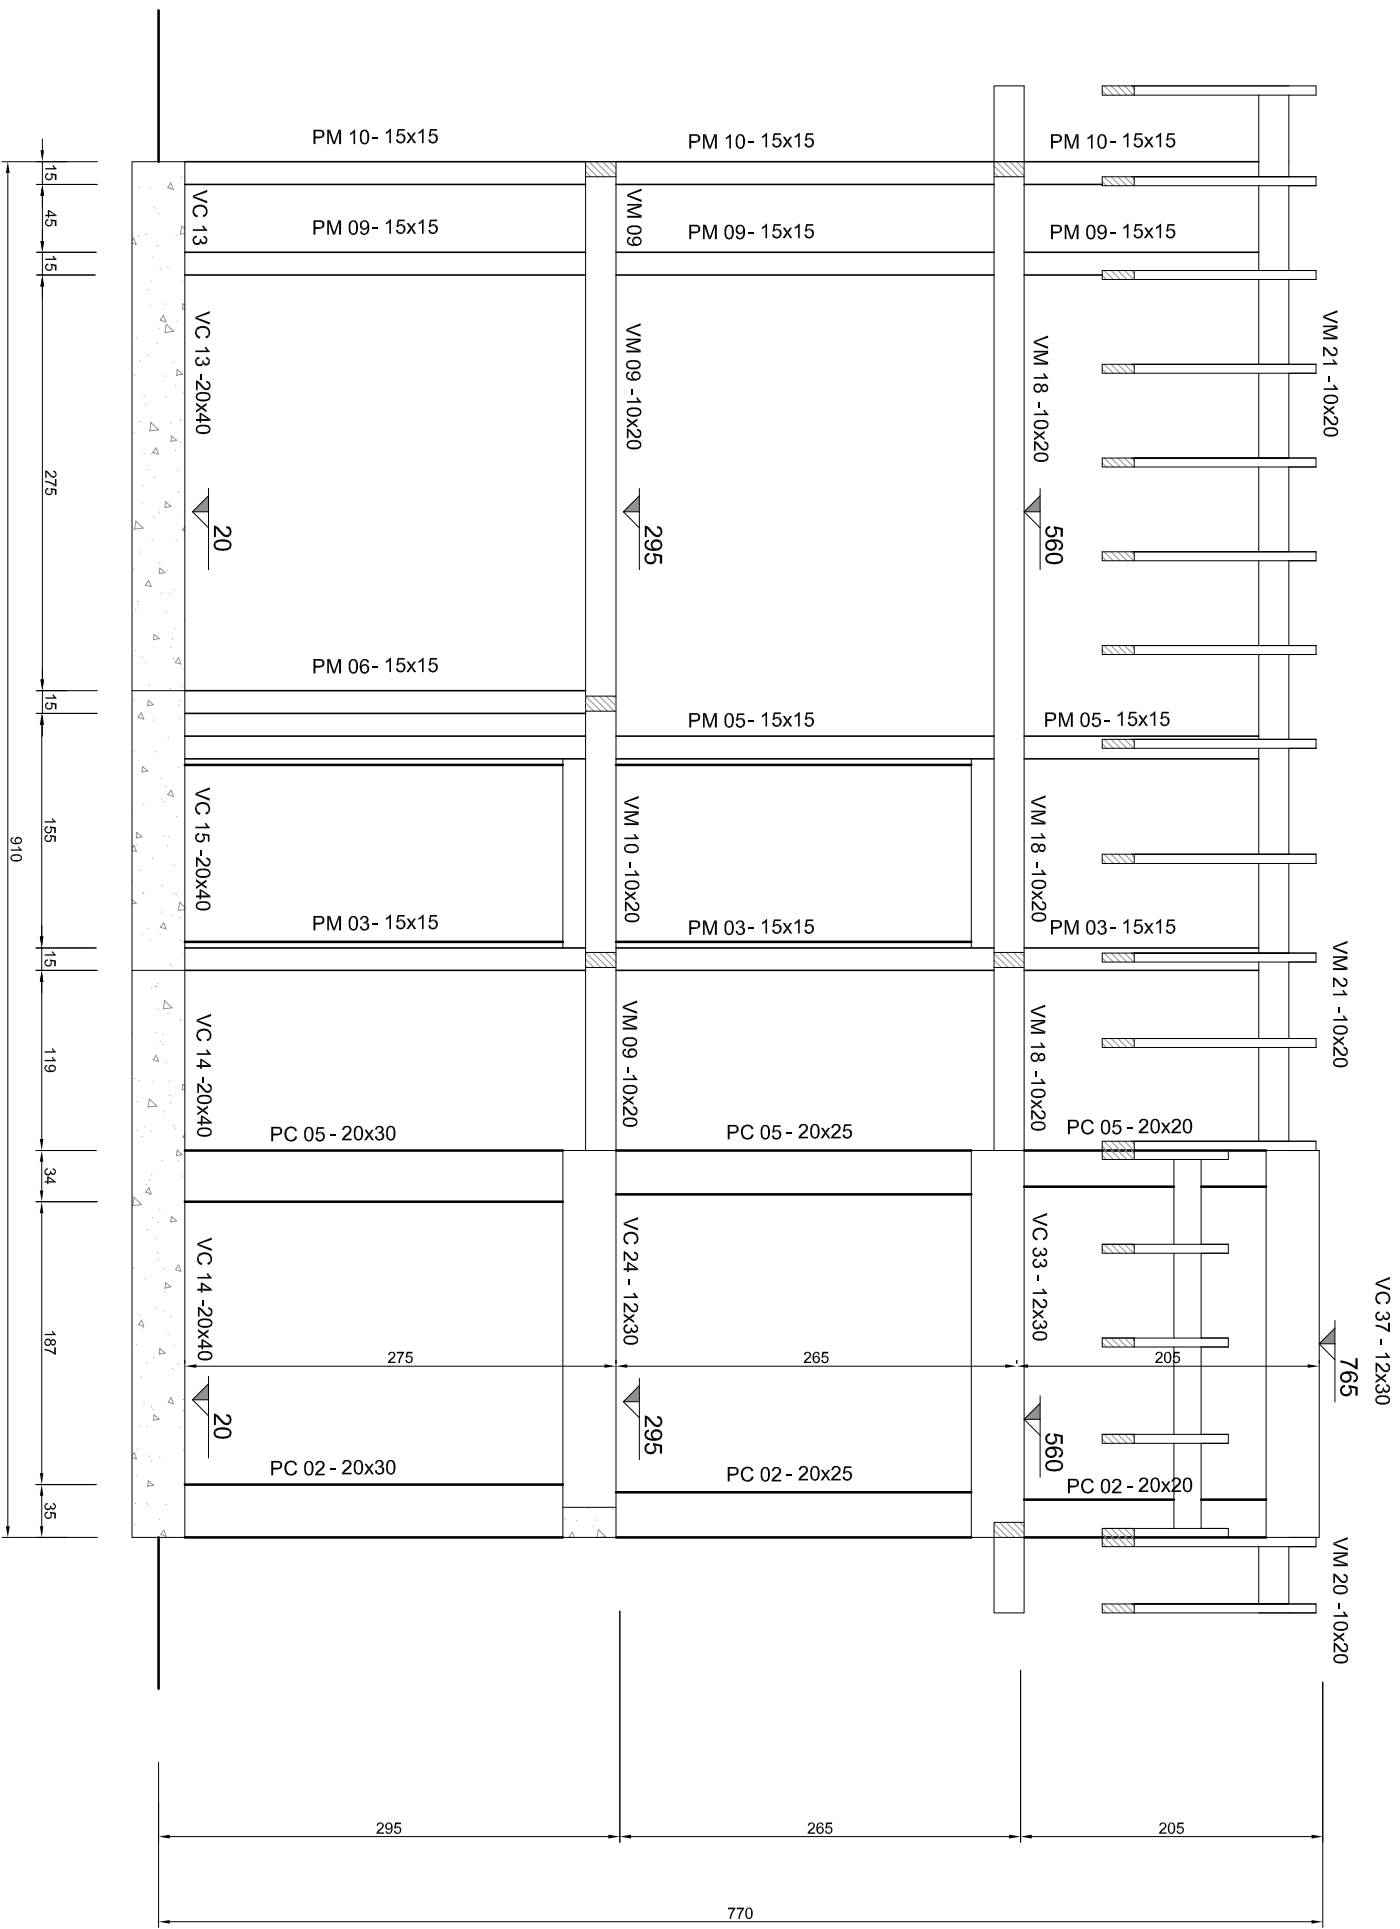 PM 10- 15x15
PM 10- 15x15
PM 10- 15x15
15
VC 13
VM 09
45
PM 09- 15x15
PM 09- 15x15
PM 09- 15x15
15
VC 13 -20x40
VM 09 -10x20
VM 18 -10x20
VM 21 -10x20
275
20
295
560
PM 06- 15x15
15
PM 05- 15x15
PM 05- 15x15
155
910
VC 15 -20x40
VM 10 -10x20
VM 18 -10x20
PM 03- 15x15
PM 03- 15x15
PM 03- 15x15
15
VM 21 -10x20
119
VC 14 -20x40
VM 09 -10x20
VM 18 -10x20
PC 05 - 20x30
PC 05 - 20x25
PC 05 - 20x20
34
VC 14 -20x40
VC 24 - 12x30
VC 33 - 12x30
VC 37 - 12x30
187
275
265
205
765
20
295
560
PC 02 - 20x30
PC 02 - 20x25
PC 02 - 20x20
35
VM 20 -10x20
295
265
205
770